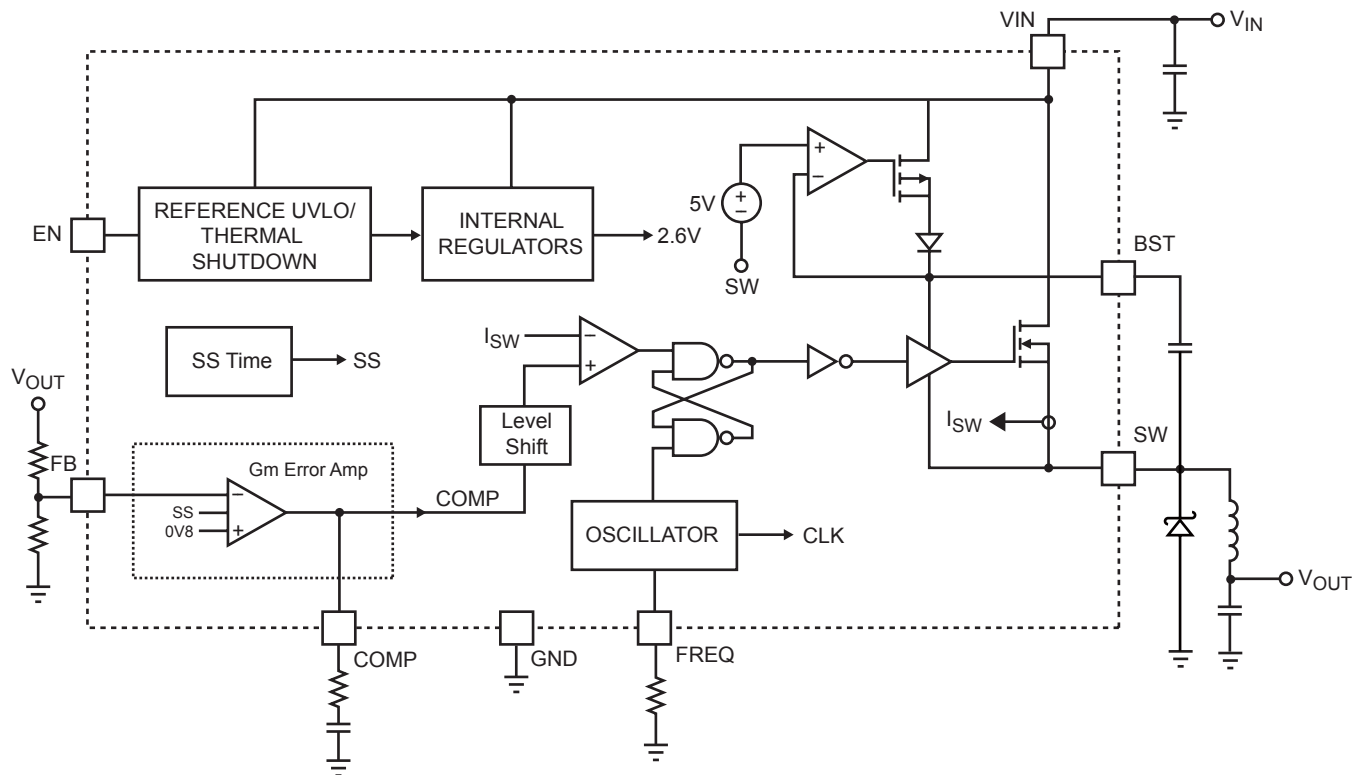 VIN
V_IN
REFERENCE UVLO/
THERMAL
SHUTDOWN
INTERNAL
REGULATORS
2.6V
EN
5V
+
−
SW
+
−
BST
SS Time
SS
I_SW
−
+
Level
Shift
I_SW
SW
V_OUT
FB
Gm Error Amp
−
SS
0V8
+
COMP
OSCILLATOR
CLK
V_OUT
COMP
GND
FREQ